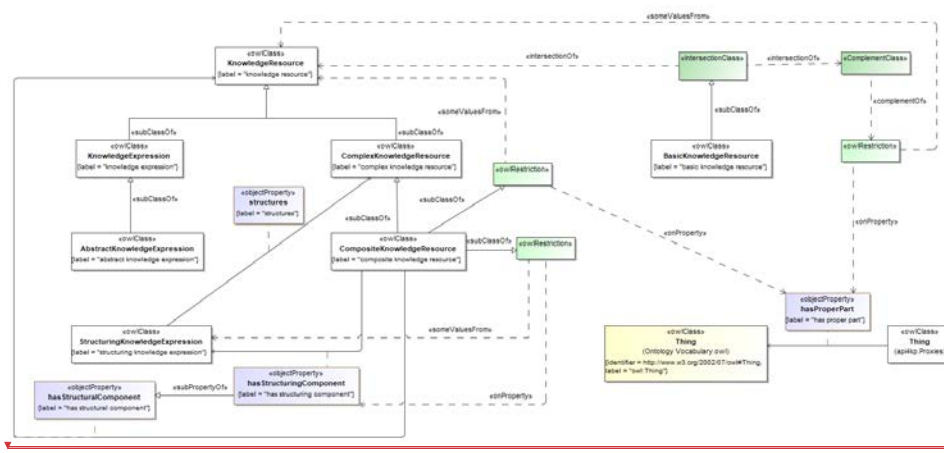 «someValuesFrom»
«owlClass»
KnowledgeResource
[label = "knowledge resource"]
«intersectionOf»
«IntersectionClass»
«intersectionOf»
«ComplementClass»
«someValuesFrom»
«complementOf»
«subClassOf»
«subClassOf»
«subClassOf»
«owlClass»
KnowledgeExpression
[label = "knowledge expression"]
«owlClass»
ComplexKnowledgeResource
[label = "complex knowledge resource"]
«owlClass»
BasicKnowledgeResource
[label = "basic knowledge resource"]
«owlRestriction»
«owlRestriction»
«objectProperty»
structures
[label = "structures"]
«subClassOf»
«subClassOf»
«subClassOf»
«owlClass»
AbstractKnowledgeExpression
[label = "abstract knowledge expression"]
«owlClass»
CompositeKnowledgeResource
[label = "composite knowledge resource"]
«subClassOf»
«owlRestriction»
«onProperty»
«onProperty»
«objectProperty»
hasProperPart
[label = "has proper part"]
«owlClass»
StructuringKnowledgeExpression
[label = "structuring knowledge expression"]
«someValuesFrom»
«owlClass»
Thing
(Ontology Vocabulary.owl)
[identifier = http://www.w3.org/2002/07/owl#Thing,
label = "owl:Thing"]
«owlClass»
Thing
(api4kp.Proxies)
«objectProperty»
hasStructuralComponent
[label = "has structural component"]
«subPropertyOf»
«objectProperty»
hasStructuringComponent
[label = "has structuring component"]
«onProperty»